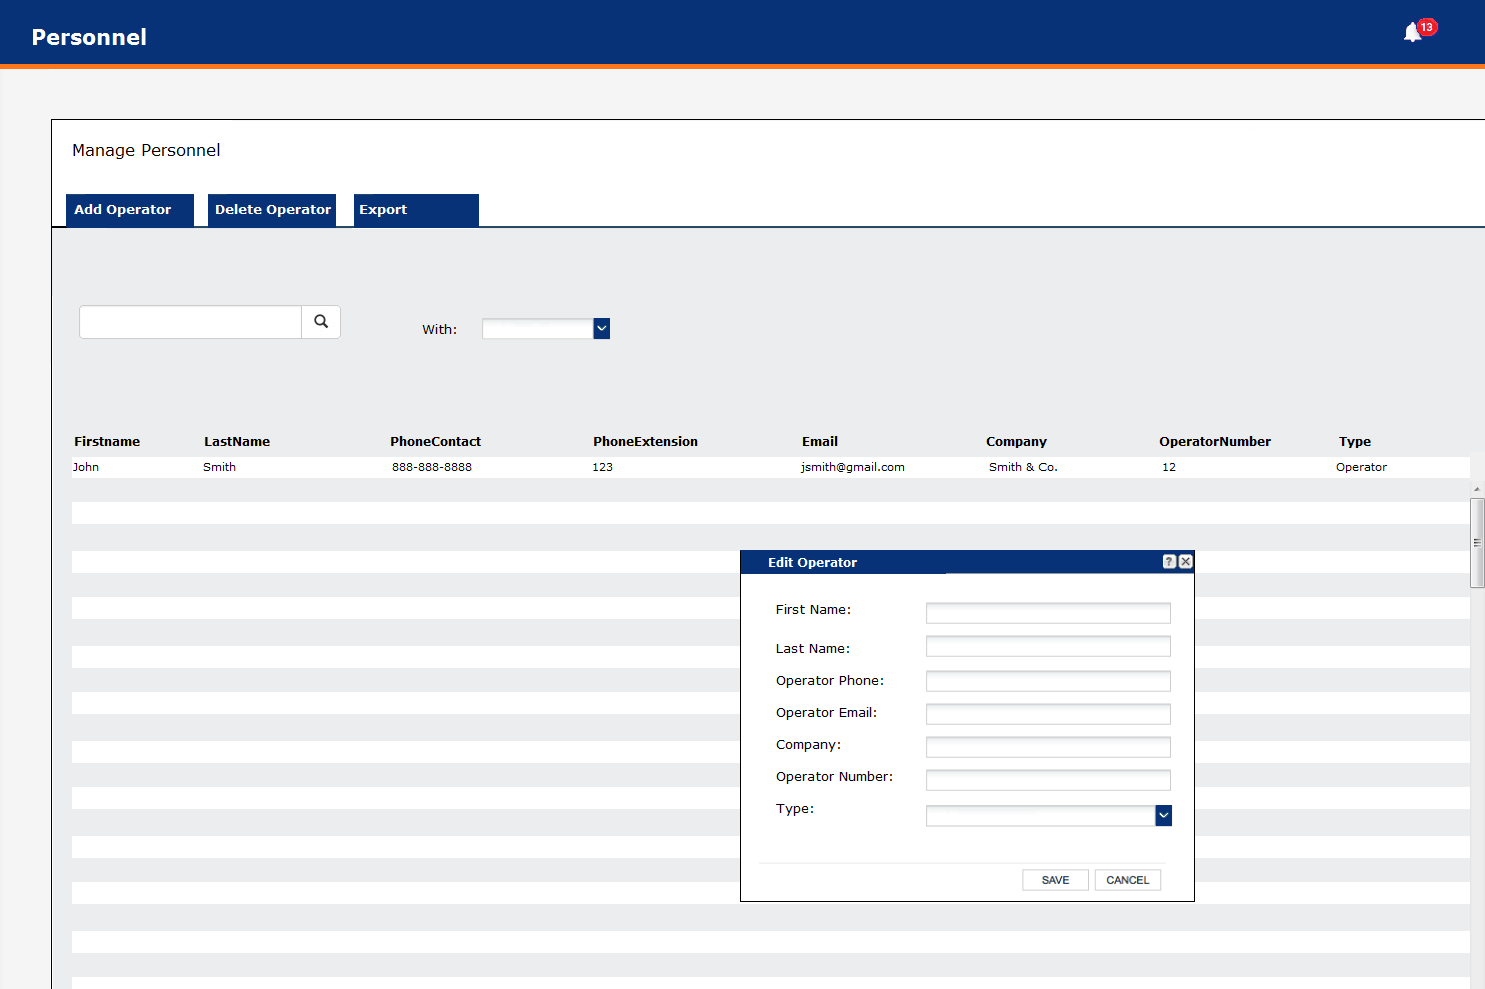 Personnel
13
Manage Personnel
Add Operator Delete Operator Export
With:
Firstname LastName PhoneContact PhoneExtension Email Company OperatorNumber Type
John Smith 888-888-8888 123 jsmith@gmail.com Smith & Co. 12 Operator
Edit Operator ?
First Name:
Last Name:
Operator Phone:
Operator Email:
Company:
Operator Number:
Type:
SAVE CANCEL